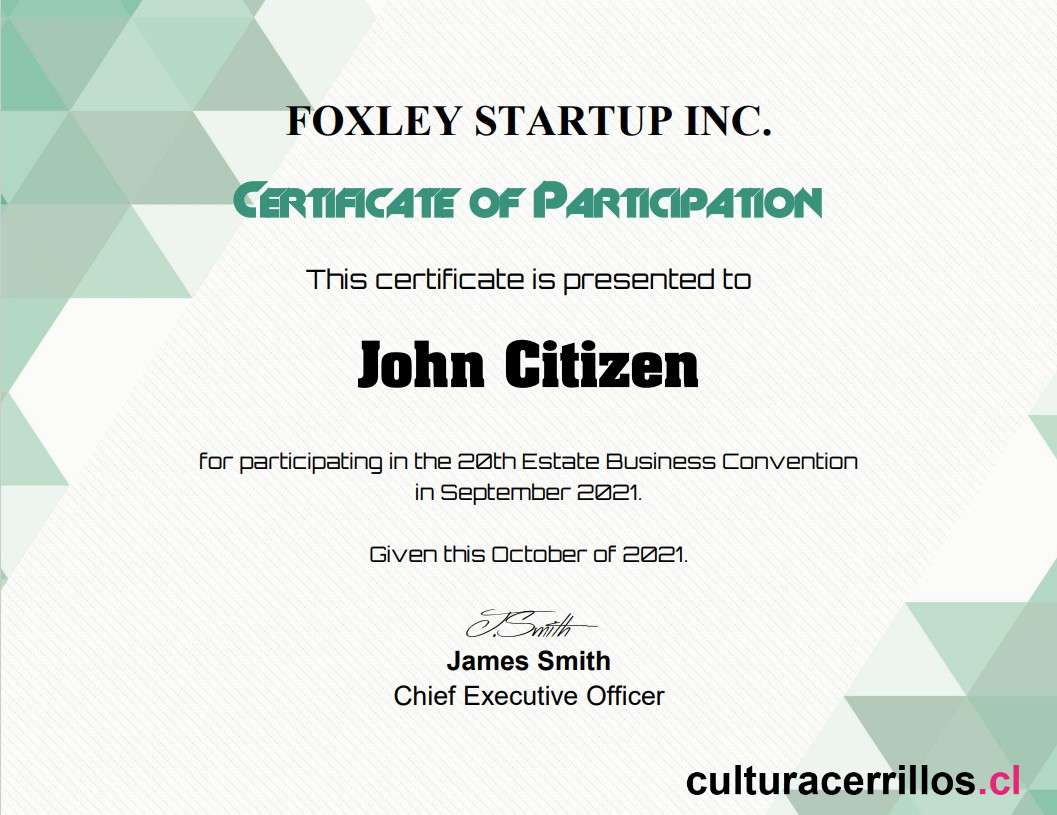 FOXLEY STARTUP INC.
Certificate of Participation
This certificate is presented to
John Citizen
for participating in the 20th Estate Business Convention
in September 2021.
Given this October of 2021.
J.Smith
James Smith
Chief Executive Officer
culturacerrillos.cl